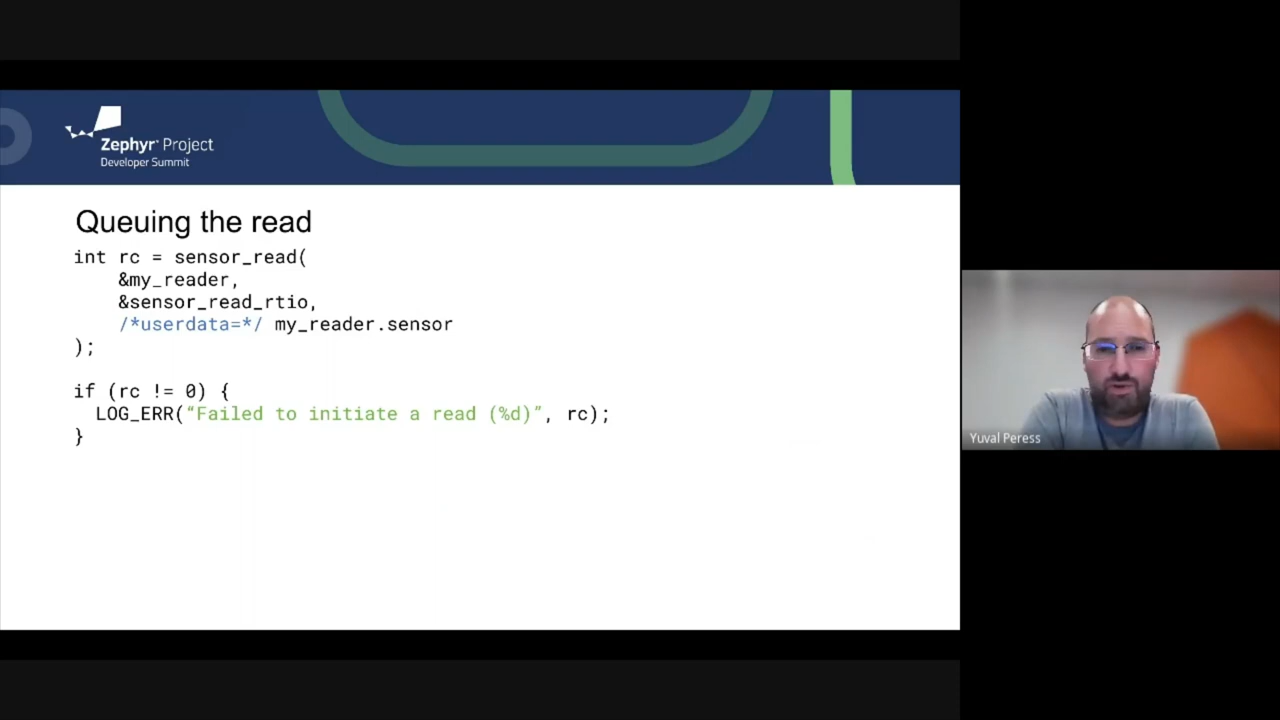 Zephyr Project
Developer Summit
Queuing the read
int rc = sensor_read(
    &my_reader,
    &sensor_read_rtio,
    /*userdata=*/ my_reader.sensor
);
if (rc != 0) {
  LOG_ERR(“Failed to initiate a read (%d)”, rc);
}
Yuval Peress